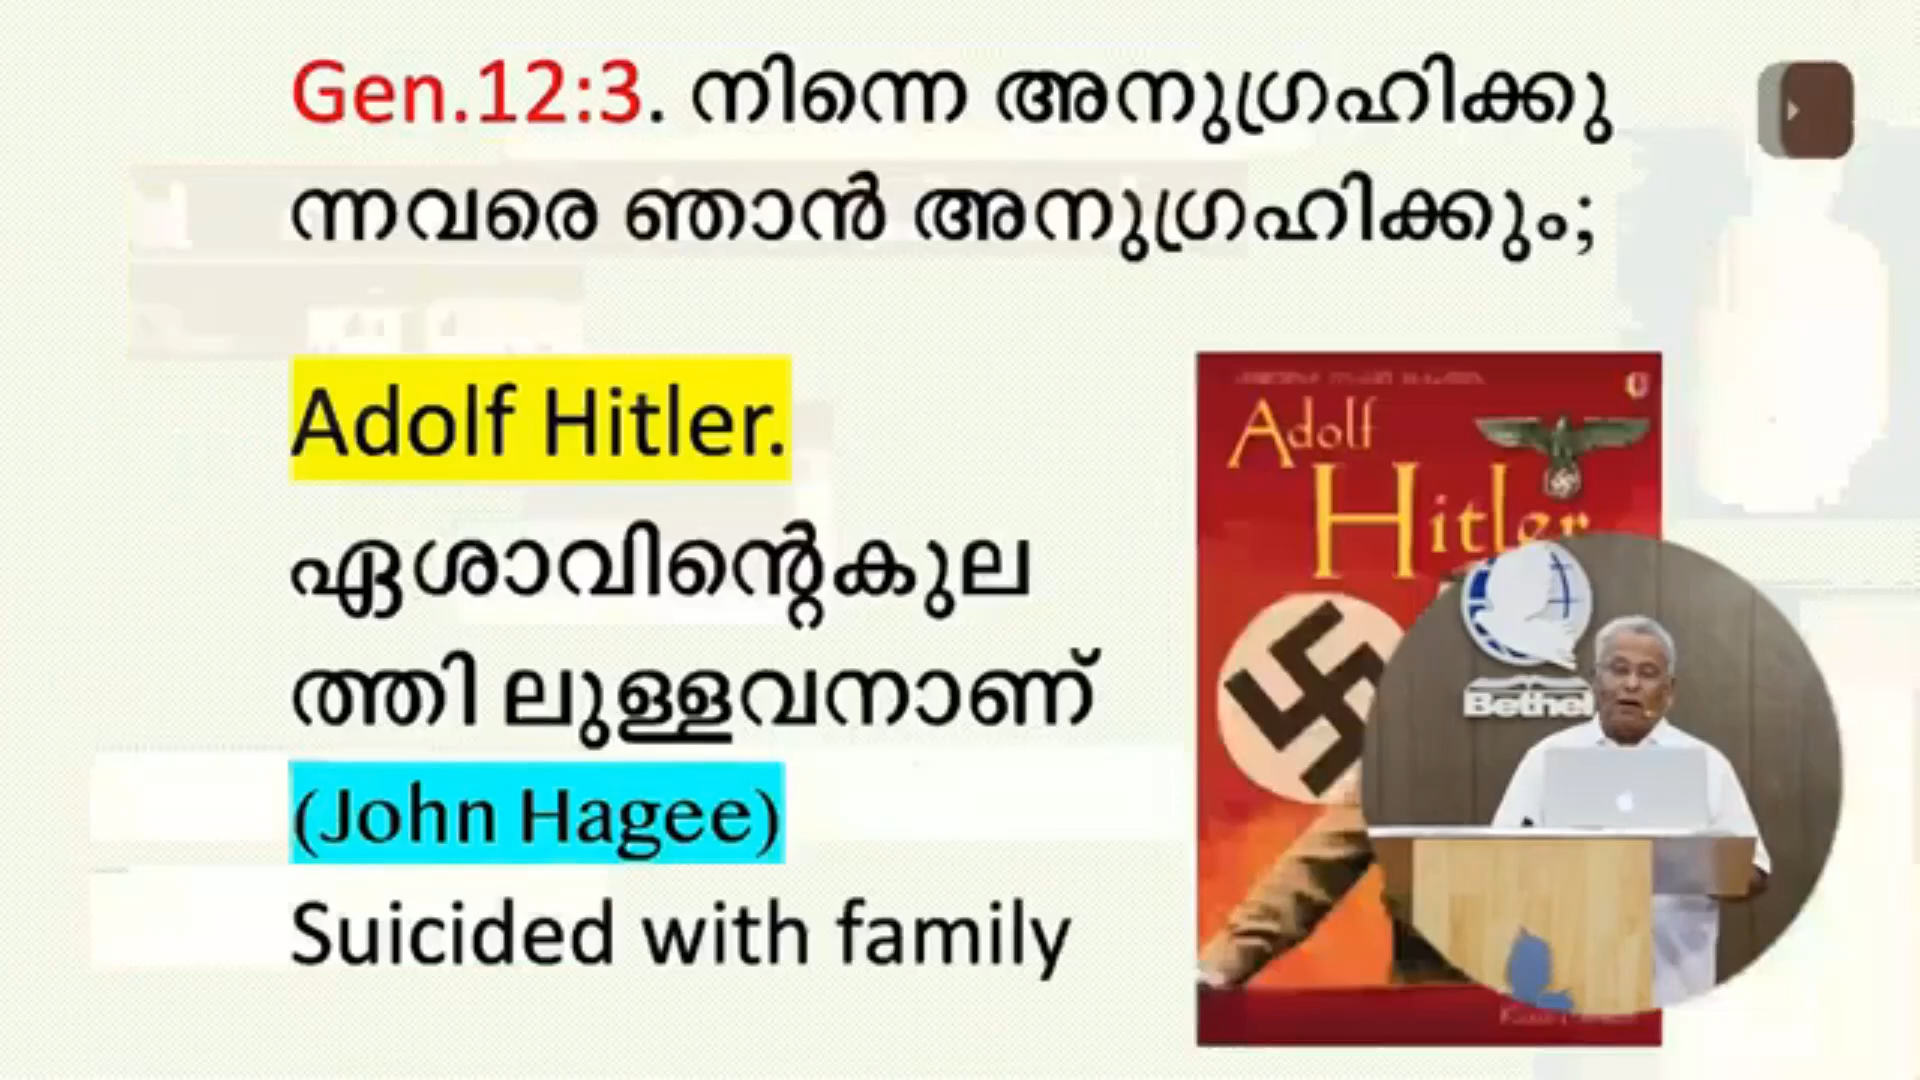 Gen.12:3. നിന്നെ അനുഗ്രഹിക്കു
ന്നവരെ ഞാൻ അനുഗ്രഹിക്കും;
Adolf Hitler.
ഏശാവിന്റെകുല
ത്തി ലുള്ളവനാണ്
(John Hagee)
Suicided with family
Adolf
Hitler
Bethel